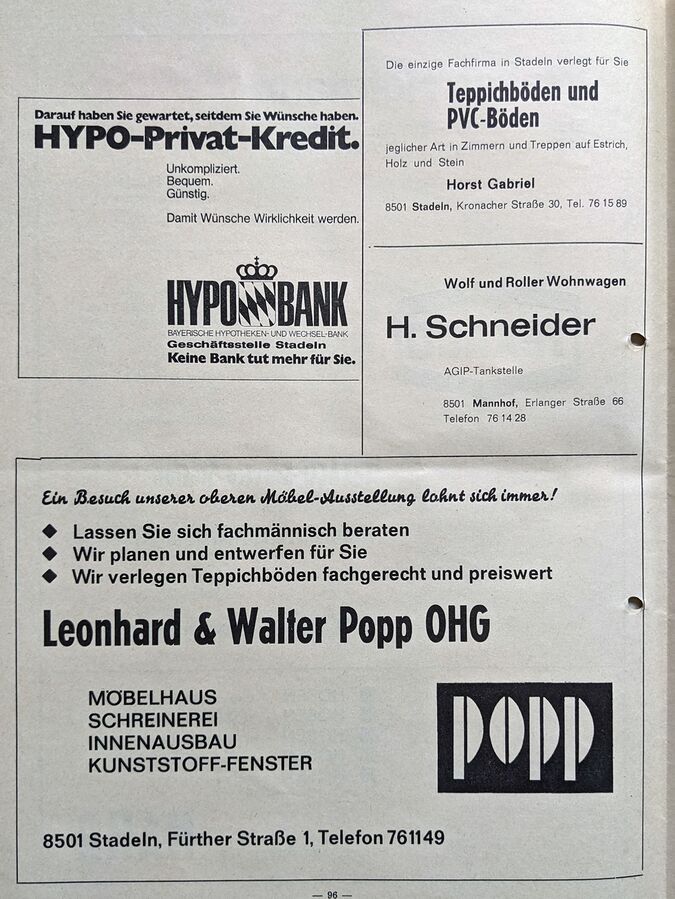 Darauf haben Sie gewartet, seitdem Sie Wünsche haben.
HYPO-Privat-Kredit.
Unkompliziert.
Bequem.
Günstig.
Damit Wünsche Wirklichkeit werden.
HYPO BANK
BAYERISCHE HYPOTHEKEN- UND WECHSEL-BANK
Geschäftsstelle Stadeln
Keine Bank tut mehr für Sie.
Die einzige Fachfirma in Stadeln verlegt für Sie
Teppichböden und
PVC-Böden
jeglicher Art in Zimmern und Treppen auf Estrich,
Holz und Stein
Horst Gabriel
8501 Stadeln, Kronacher Straße 30, Tel. 76 15 89
Wolf und Roller Wohnwagen
H. Schneider
AGIP-Tankstelle
8501 Mannhof, Erlanger Straße 66
Telefon 76 14 28
Ein Besuch unserer oberen Möbel-Ausstellung lohnt sich immer!
◆ Lassen Sie sich fachmännisch beraten
◆ Wir planen und entwerfen für Sie
◆ Wir verlegen Teppichböden fachgerecht und preiswert
Leonhard & Walter Popp OHG
MÖBELHAUS
SCHREINEREI
INNENAUSBAU
KUNSTSTOFF-FENSTER
POPP
8501 Stadeln, Fürther Straße 1, Telefon 761149
— 96 —